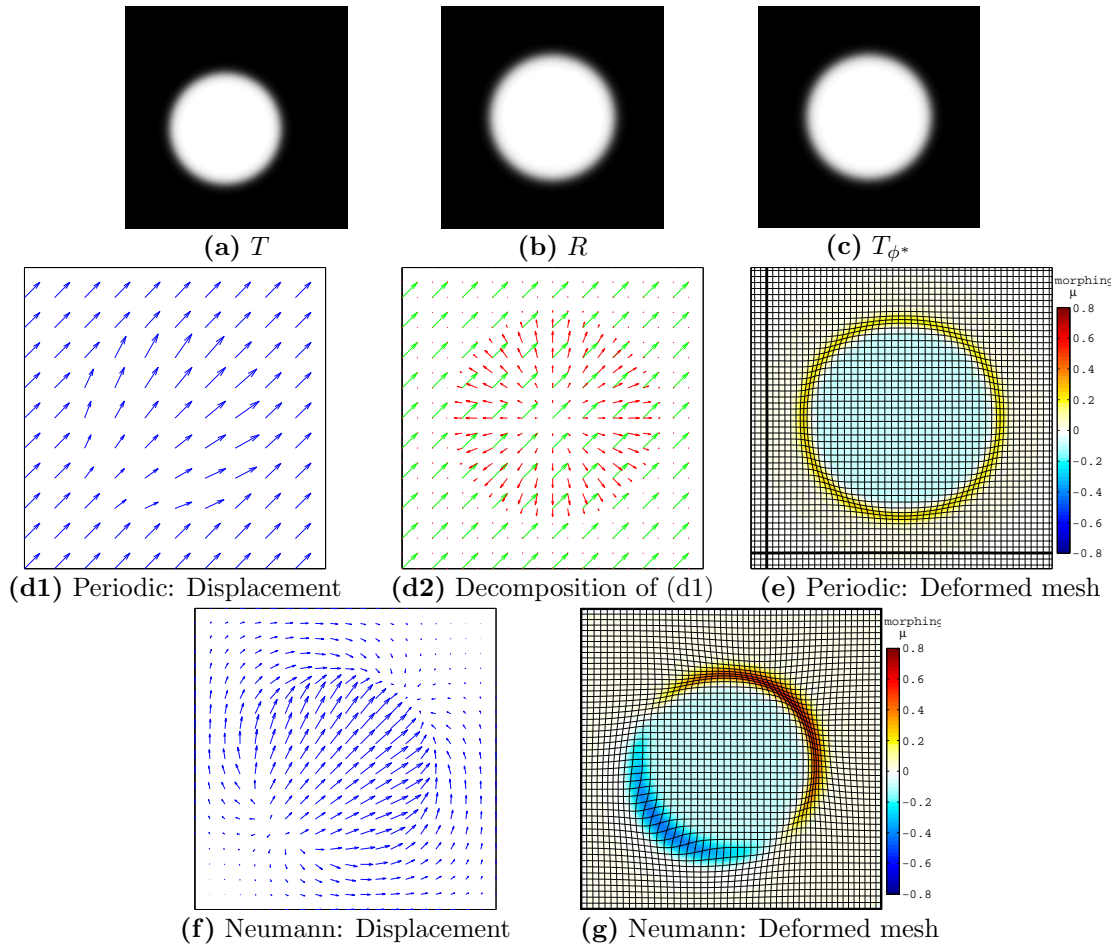 (a) T
(b) R
(c) T_{ϕ*}
morphing
μ
0.8
0.6
0.4
0.2
0
−0.2
−0.4
−0.6
−0.8
(d1) Periodic: Displacement
(d2) Decomposition of (d1)
(e) Periodic: Deformed mesh
morphing
μ
0.8
0.6
0.4
0.2
0
−0.2
−0.4
−0.6
−0.8
(f) Neumann: Displacement
(g) Neumann: Deformed mesh